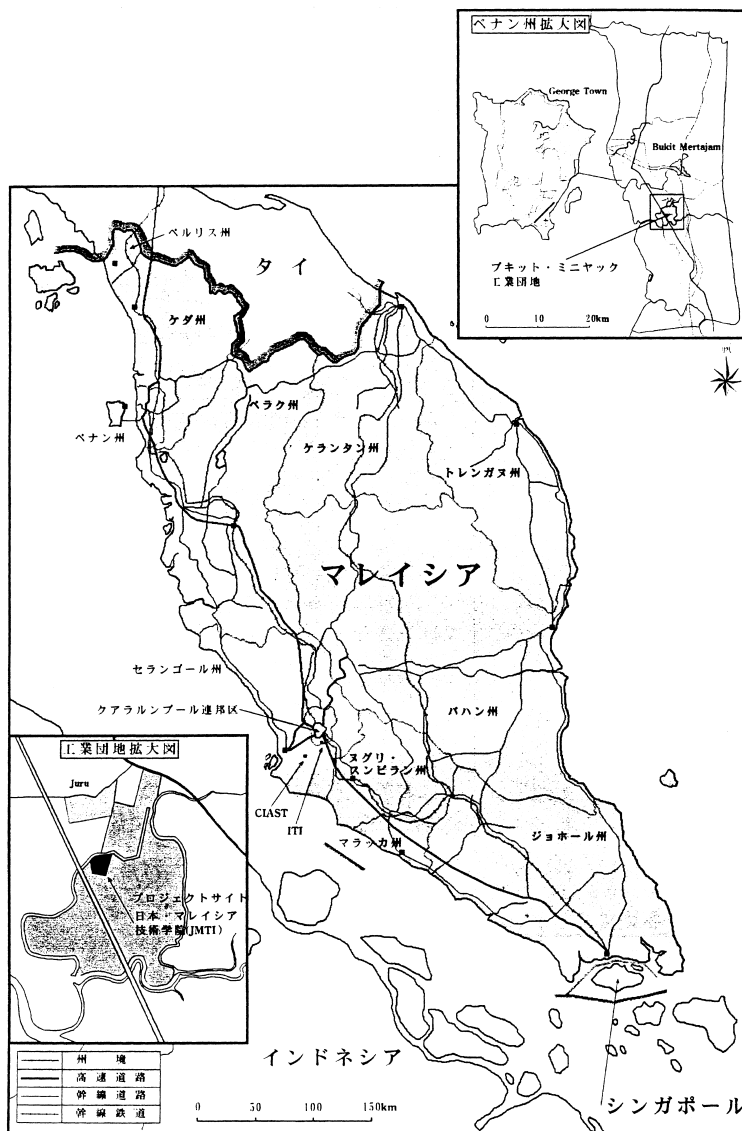 ペナン州拡大図
George Town
Bukit Mertajam
ブキット・ミニヤック
工業団地
0 10 20km
ペルリス州
タイ
ケダ州
ペラク州
ペナン州
ケランタン州
トレンガヌ州
マレイシア
セランゴール州
クアラルンプール連邦区
パハン州
ヌグリ・
スンビラン州
工業団地拡大図
Juru
CIAST
ITI
マラッカ州
ジョホール州
プロジェクトサイト
日本・マレイシア
技術学院(JMTI)
インドネシア
州境
高速道路
幹線道路
幹線鉄道
0 50 100 150km
シンガポール